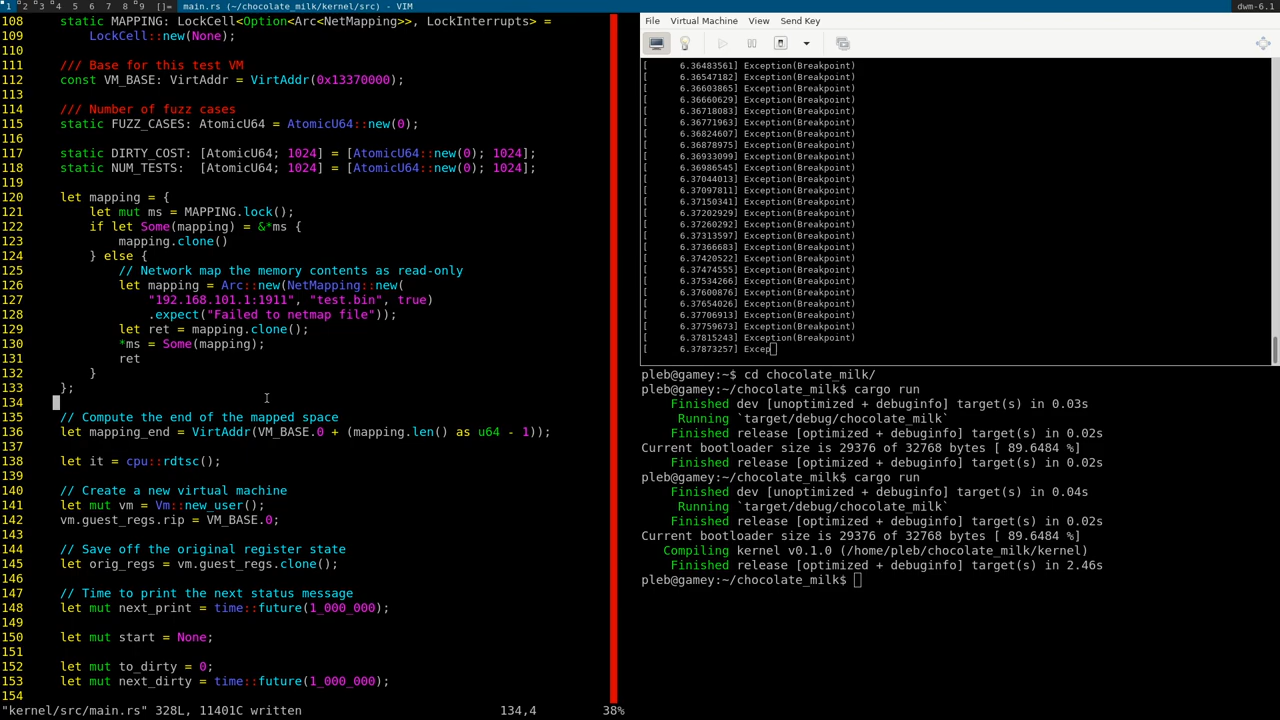 1 2 3 4 5 6 7 8 9 []= main.rs (~/chocolate_milk/kernel/src) - VIM dwm-6.1
108 static MAPPING: LockCell<Option<Arc<NetMapping>>, LockInterrupts> =
109 LockCell::new(None);
110
111 /// Base for this test VM
112 const VM_BASE: VirtAddr = VirtAddr(0x13370000);
113
114 /// Number of fuzz cases
115 static FUZZ_CASES: AtomicU64 = AtomicU64::new(0);
116
117 static DIRTY_COST: [AtomicU64; 1024] = [AtomicU64::new(0); 1024];
118 static NUM_TESTS: [AtomicU64; 1024] = [AtomicU64::new(0); 1024];
119
120 let mapping = {
121 let mut ms = MAPPING.lock();
122 if let Some(mapping) = &*ms {
123 mapping.clone()
124 } else {
125 // Network map the memory contents as read-only
126 let mapping = Arc::new(NetMapping::new(
127 "192.168.101.1:1911", "test.bin", true)
128 .expect("Failed to netmap file"));
129 let ret = mapping.clone();
130 *ms = Some(mapping);
131 ret
132 }
133 };
134
135 // Compute the end of the mapped space
136 let mapping_end = VirtAddr(VM_BASE.0 + (mapping.len() as u64 - 1));
137
138 let it = cpu::rdtsc();
139
140 // Create a new virtual machine
141 let mut vm = Vm::new_user();
142 vm.guest_regs.rip = VM_BASE.0;
143
144 // Save off the original register state
145 let orig_regs = vm.guest_regs.clone();
146
147 // Time to print the next status message
148 let mut next_print = time::future(1_000_000);
149
150 let mut start = None;
151
152 let mut to_dirty = 0;
153 let mut next_dirty = time::future(1_000_000);
154
"kernel/src/main.rs" 328L, 11401C written 134,4 38%
File Virtual Machine View Send Key
[ 6.36483561] Exception(Breakpoint)
[ 6.36547182] Exception(Breakpoint)
[ 6.36603865] Exception(Breakpoint)
[ 6.36660629] Exception(Breakpoint)
[ 6.36718083] Exception(Breakpoint)
[ 6.36771963] Exception(Breakpoint)
[ 6.36824607] Exception(Breakpoint)
[ 6.36878975] Exception(Breakpoint)
[ 6.36933099] Exception(Breakpoint)
[ 6.36986545] Exception(Breakpoint)
[ 6.37044013] Exception(Breakpoint)
[ 6.37097811] Exception(Breakpoint)
[ 6.37150341] Exception(Breakpoint)
[ 6.37202929] Exception(Breakpoint)
[ 6.37260292] Exception(Breakpoint)
[ 6.37313597] Exception(Breakpoint)
[ 6.37366683] Exception(Breakpoint)
[ 6.37420522] Exception(Breakpoint)
[ 6.37474555] Exception(Breakpoint)
[ 6.37534266] Exception(Breakpoint)
[ 6.37600876] Exception(Breakpoint)
[ 6.37654026] Exception(Breakpoint)
[ 6.37706913] Exception(Breakpoint)
[ 6.37759673] Exception(Breakpoint)
[ 6.37815243] Exception(Breakpoint)
[ 6.37873257] Excep
pleb@gamey:~$ cd chocolate_milk/
pleb@gamey:~/chocolate_milk$ cargo run
Finished dev [unoptimized + debuginfo] target(s) in 0.03s
Running `target/debug/chocolate_milk`
Finished release [optimized + debuginfo] target(s) in 0.02s
Current bootloader size is 29376 of 32768 bytes [ 89.6484 %]
Finished release [optimized + debuginfo] target(s) in 0.02s
pleb@gamey:~/chocolate_milk$ cargo run
Finished dev [unoptimized + debuginfo] target(s) in 0.04s
Running `target/debug/chocolate_milk`
Finished release [optimized + debuginfo] target(s) in 0.02s
Current bootloader size is 29376 of 32768 bytes [ 89.6484 %]
Compiling kernel v0.1.0 (/home/pleb/chocolate_milk/kernel)
Finished release [optimized + debuginfo] target(s) in 2.46s
pleb@gamey:~/chocolate_milk$